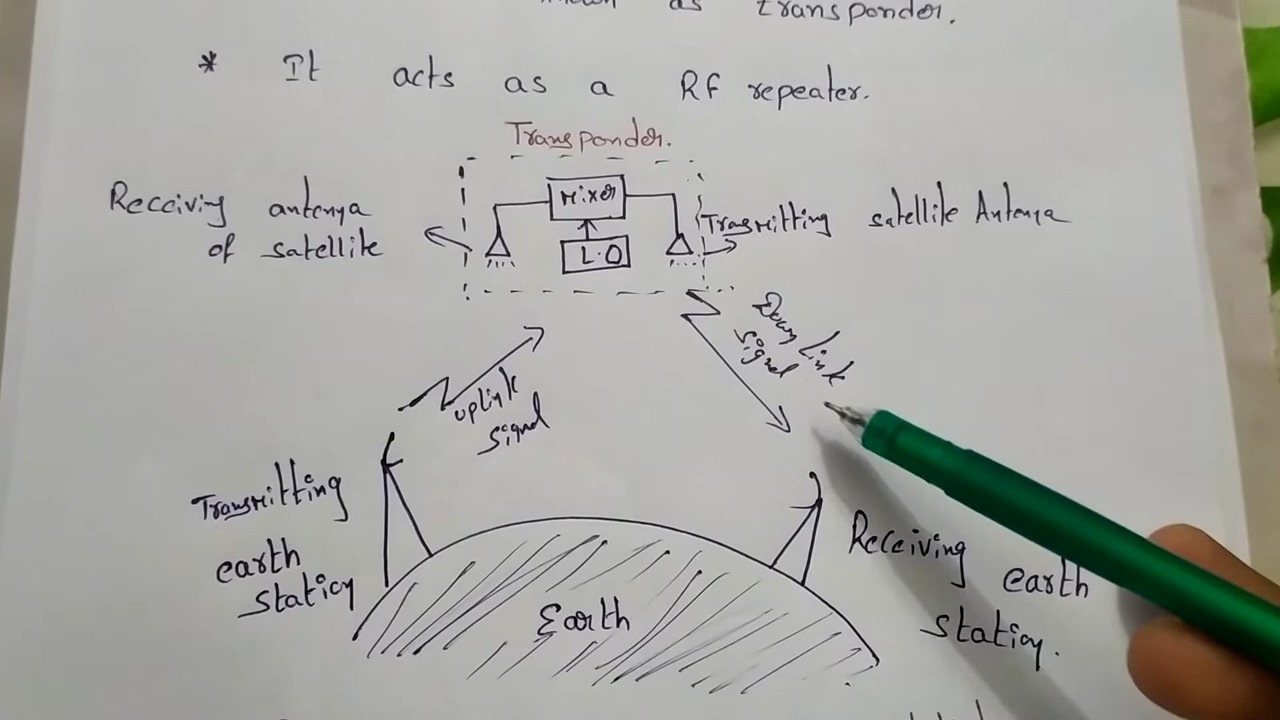 as transponder.
* It acts as a RF repeater.
Transponder.
Receiving antenna
of satellite
Mixer
L.O
Transmitting satellite Antenna
Down link
signal
uplink
signal
Transmitting
earth
station
Earth
Receiving earth
station.